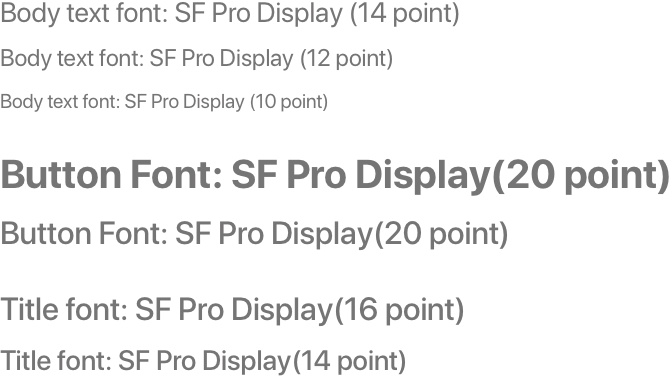 Body text font: SF Pro Display (14 point)
Body text font: SF Pro Display (12 point)
Body text font: SF Pro Display (10 point)
Button Font: SF Pro Display(20 point)
Button Font: SF Pro Display(20 point)
Title font: SF Pro Display(16 point)
Title font: SF Pro Display(14 point)